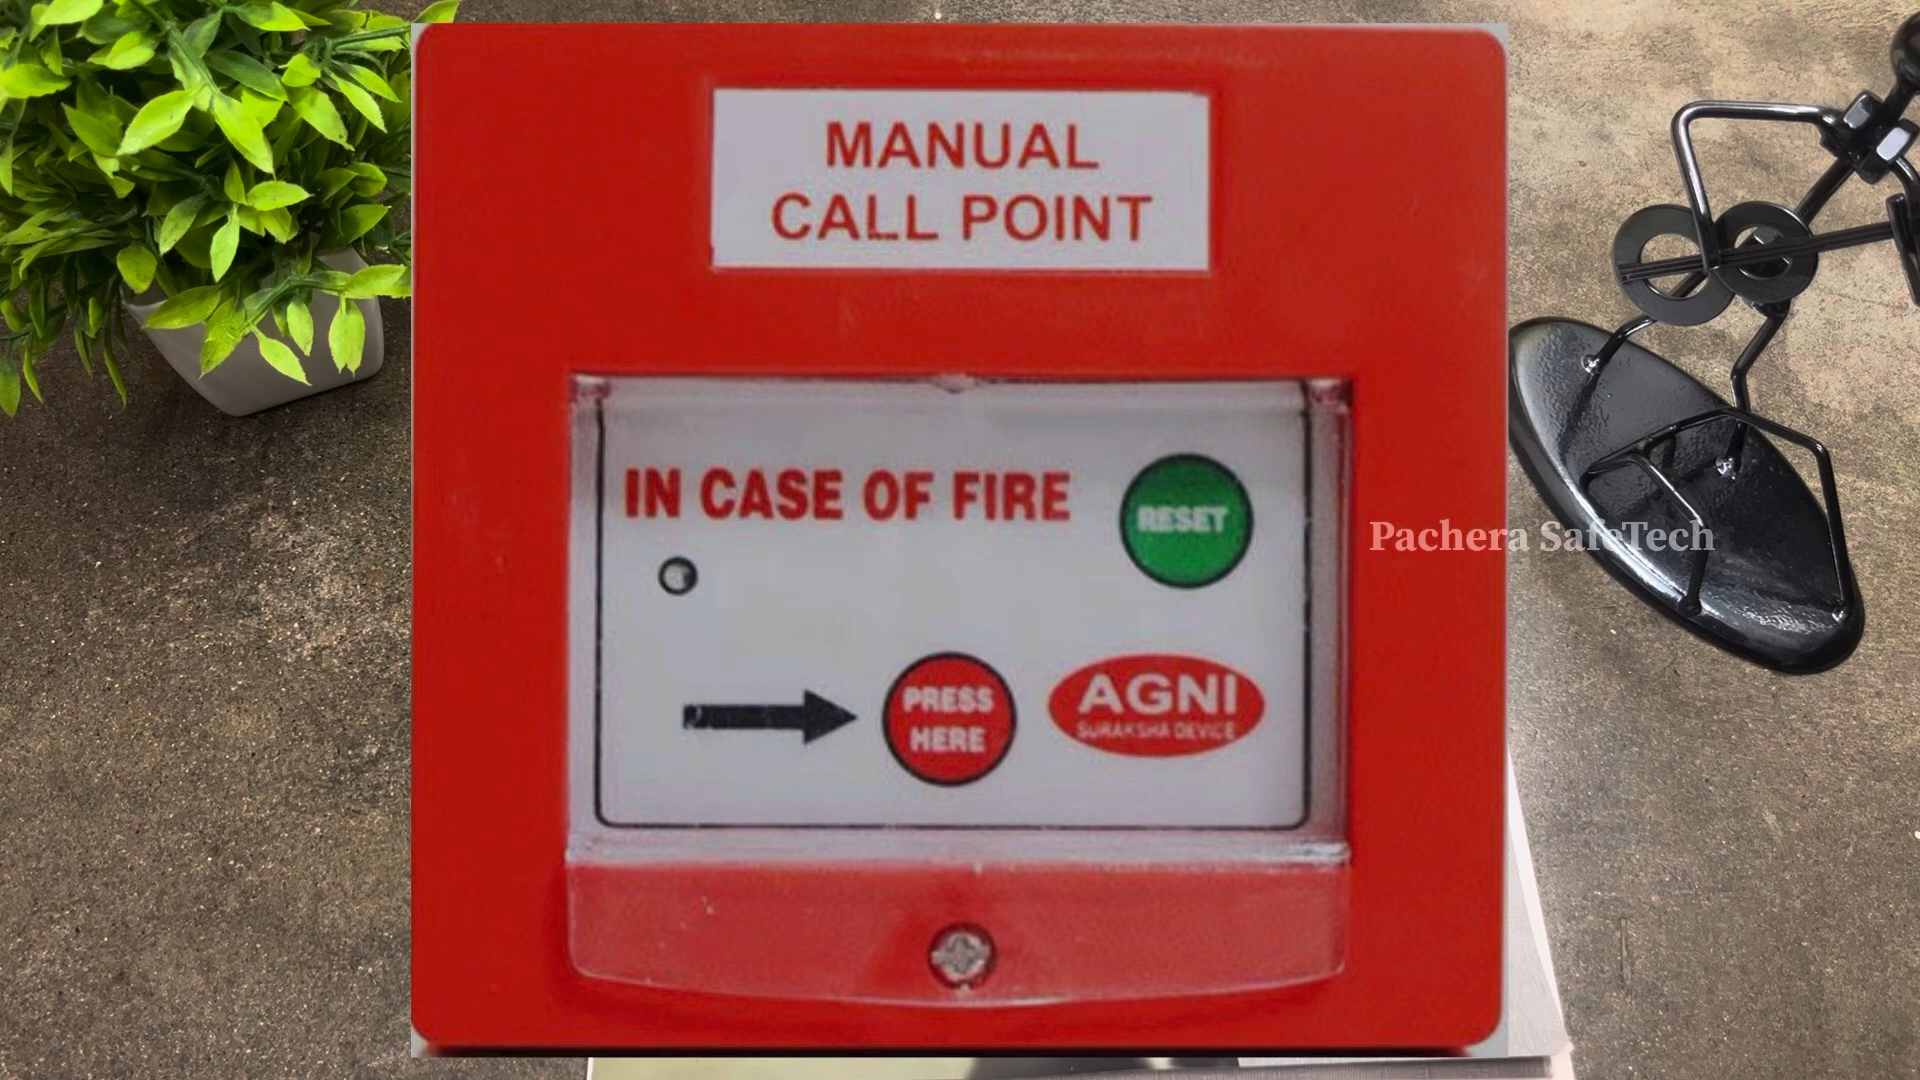 MANUAL
CALL POINT
IN CASE OF FIRE
RESET
PRESS
HERE
AGNI
SURAKSHA DEVICE
Pachera SafeTech